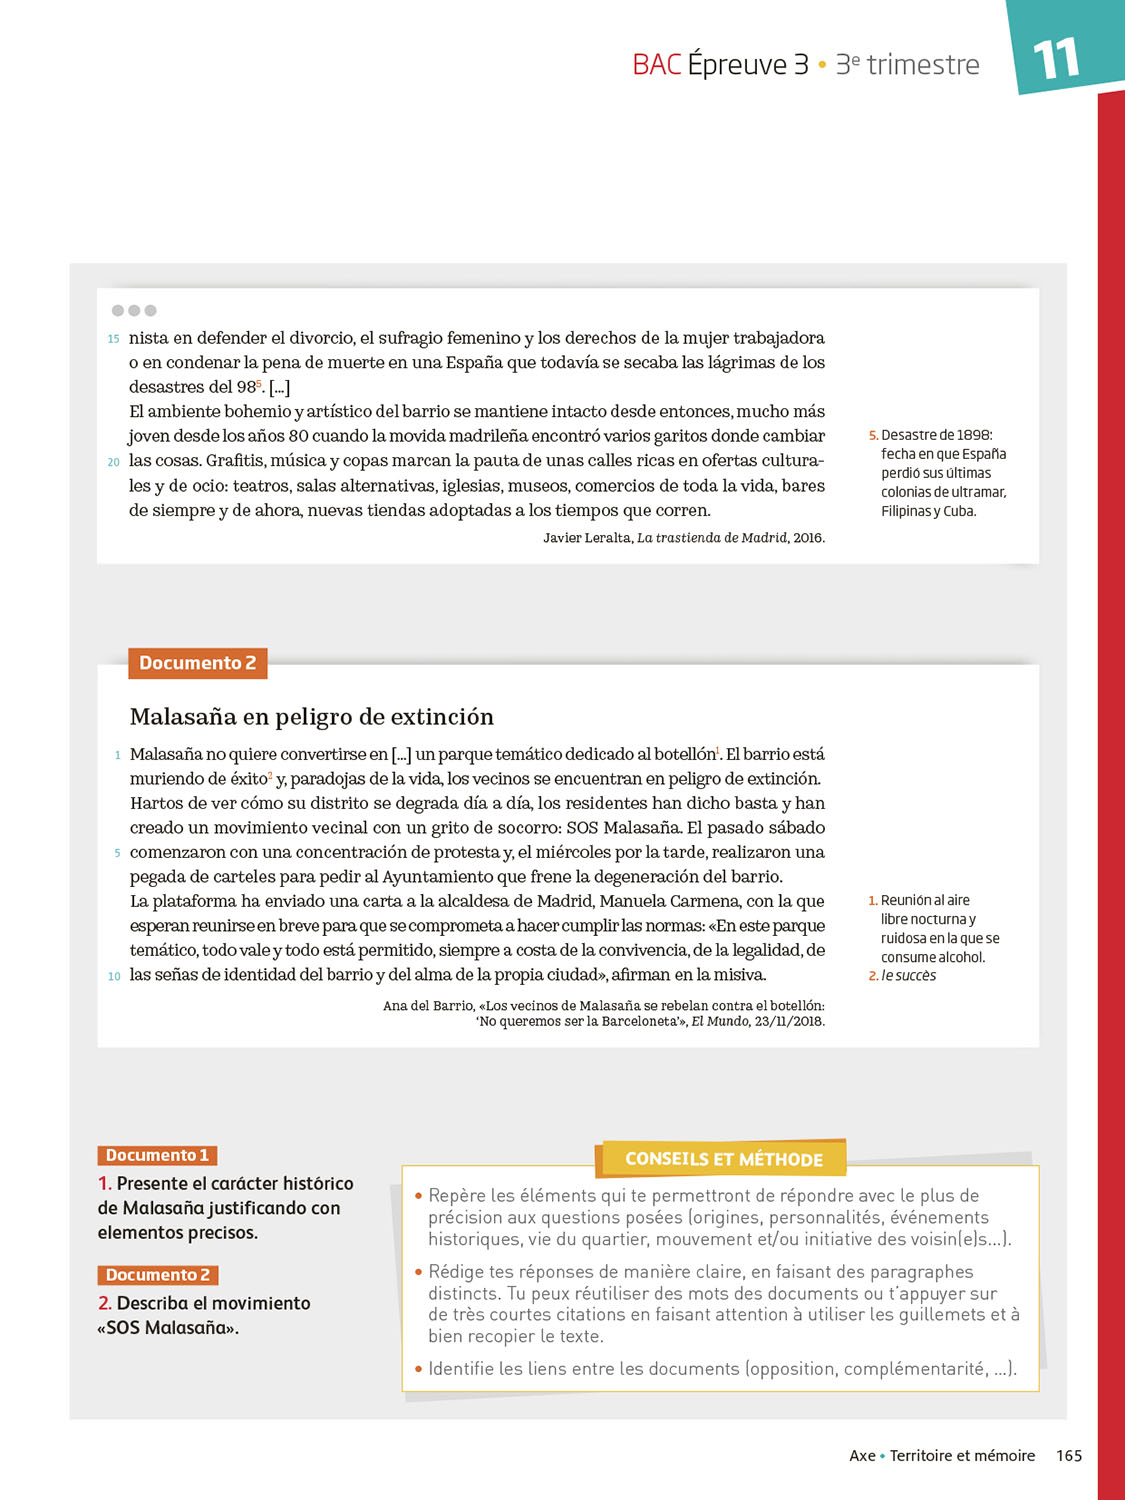 BAC Épreuve 3 • 3e trimestre
11
15 nista en defender el divorcio, el sufragio femenino y los derechos de la mujer trabajadora
o en condenar la pena de muerte en una España que todavía se secaba las lágrimas de los
desastres del 985. [...]
El ambiente bohemio y artístico del barrio se mantiene intacto desde entonces, mucho más
joven desde los años 80 cuando la movida madrileña encontró varios garitos donde cambiar
20 las cosas. Grafitis, música y copas marcan la pauta de unas calles ricas en ofertas cultura-
les y de ocio: teatros, salas alternativas, iglesias, museos, comercios de toda la vida, bares
de siempre y de ahora, nuevas tiendas adoptadas a los tiempos que corren.
Javier Leralta, La trastienda de Madrid, 2016.
5. Desastre de 1898:
fecha en que España
perdió sus últimas
colonias de ultramar,
Filipinas y Cuba.
Documento 2
Malasaña en peligro de extinción
1 Malasaña no quiere convertirse en [...] un parque temático dedicado al botellón1. El barrio está
muriendo de éxito2 y, paradojas de la vida, los vecinos se encuentran en peligro de extinción.
Hartos de ver cómo su distrito se degrada día a día, los residentes han dicho basta y han
creado un movimiento vecinal con un grito de socorro: SOS Malasaña. El pasado sábado
5 comenzaron con una concentración de protesta y, el miércoles por la tarde, realizaron una
pegada de carteles para pedir al Ayuntamiento que frene la degeneración del barrio.
La plataforma ha enviado una carta a la alcaldesa de Madrid, Manuela Carmena, con la que
esperan reunirse en breve para que se comprometa a hacer cumplir las normas: «En este parque
temático, todo vale y todo está permitido, siempre a costa de la convivencia, de la legalidad, de
10 las señas de identidad del barrio y del alma de la propia ciudad», afirman en la misiva.
Ana del Barrio, «Los vecinos de Malasaña se rebelan contra el botellón:
'No queremos ser la Barceloneta'», El Mundo, 23/11/2018.
1. Reunión al aire
libre nocturna y
ruidosa en la que se
consume alcohol.
2. le succès
Documento 1
1. Presente el carácter histórico
de Malasaña justificando con
elementos precisos.
Documento 2
2. Describa el movimiento
«SOS Malasaña».
CONSEILS ET MÉTHODE
• Repère les éléments qui te permettront de répondre avec le plus de
précision aux questions posées (origines, personnalités, événements
historiques, vie du quartier, mouvement et/ou initiative des voisin(e)s...).
• Rédige tes réponses de manière claire, en faisant des paragraphes
distincts. Tu peux réutiliser des mots des documents ou t'appuyer sur
de très courtes citations en faisant attention à utiliser les guillemets et à
bien recopier le texte.
• Identifie les liens entre les documents (opposition, complémentarité, ...).
Axe • Territoire et mémoire 165